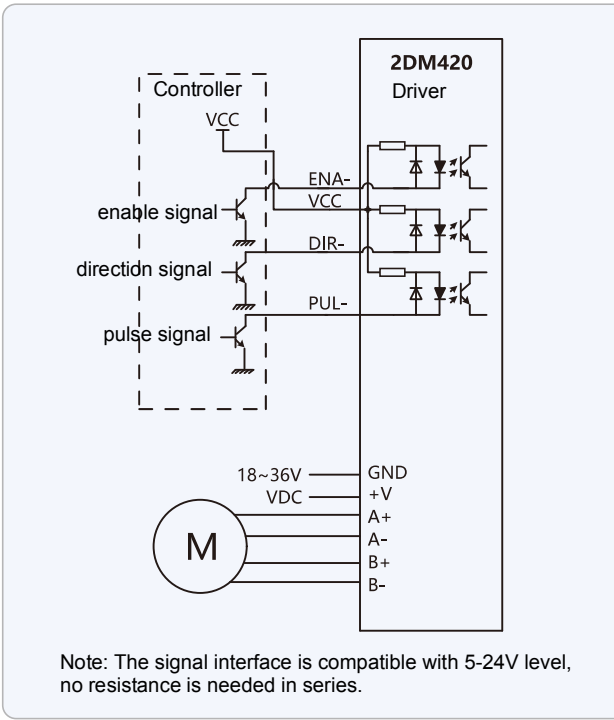 2DM420
Controller
Driver
VCC
ENA-
VCC
enable signal
DIR-
direction signal
PUL-
pulse signal
18~36V
GND
VDC
+V
A+
A-
M
B+
B-
Note: The signal interface is compatible with 5-24V level,
no resistance is needed in series.